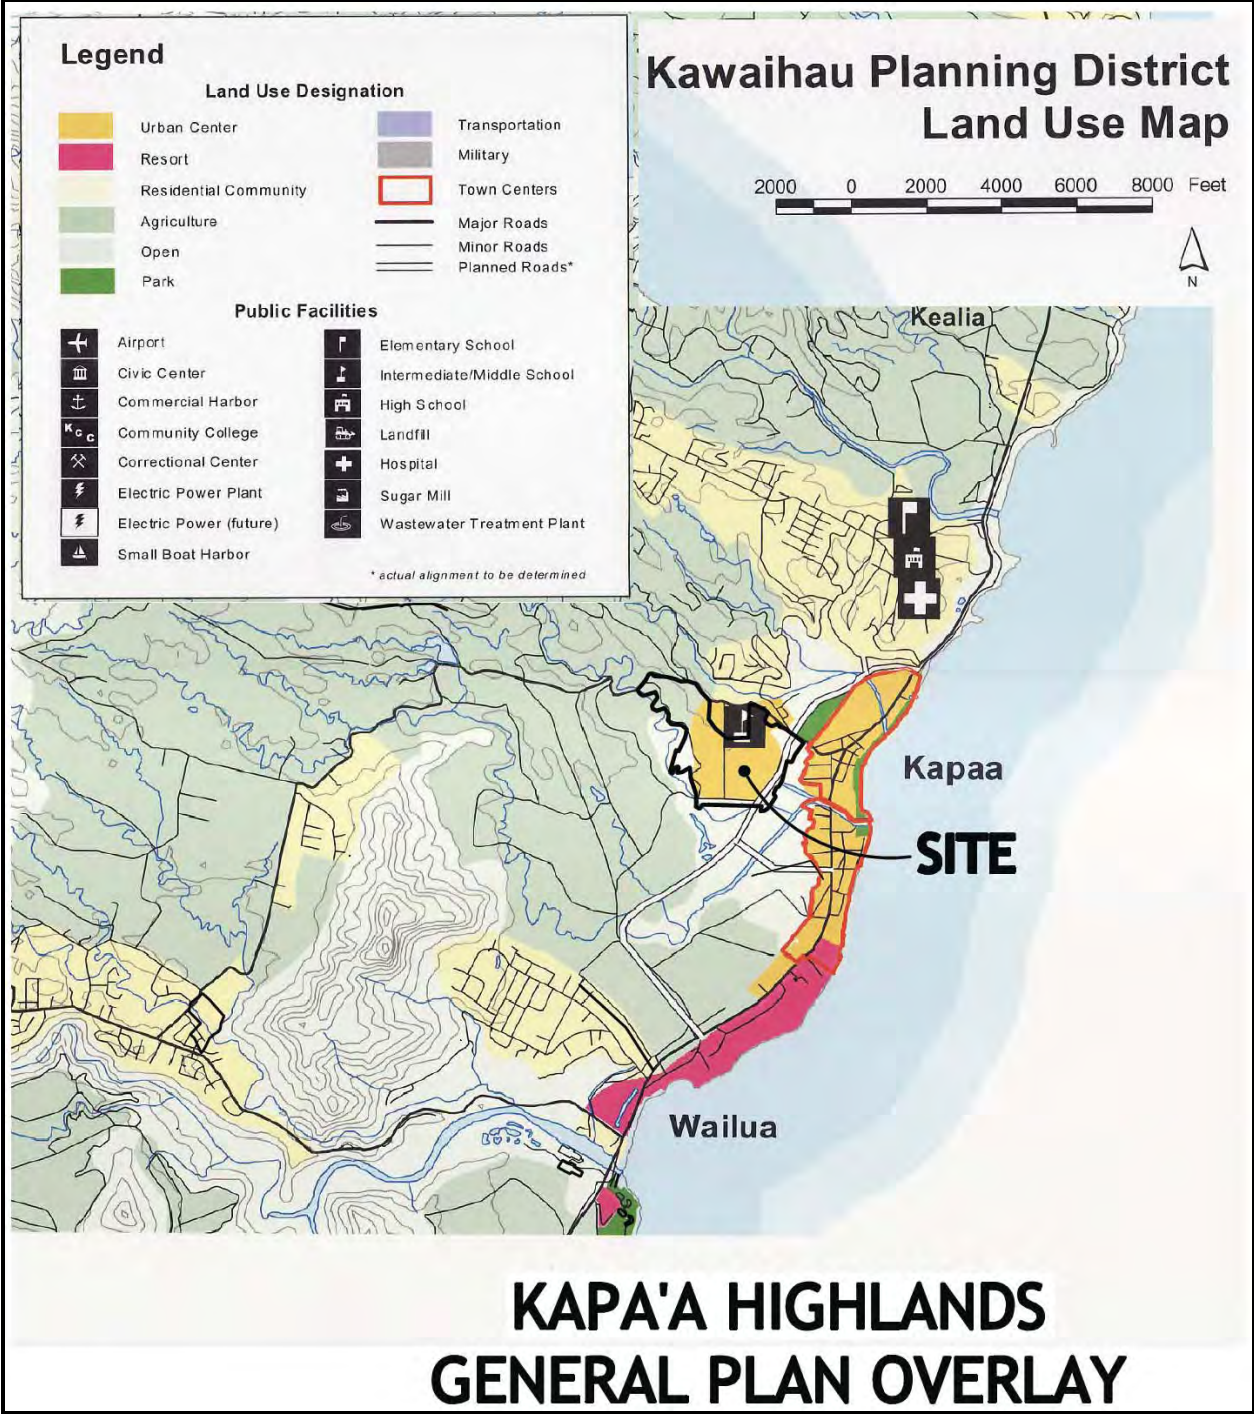 Legend
Land Use Designation
Urban Center
Resort
Residential Community
Agriculture
Open
Park
Transportation
Military
Town Centers
Major Roads
Minor Roads
Planned Roads*
Public Facilities
Airport
Civic Center
Commercial Harbor
K C C
Community College
Correctional Center
Electric Power Plant
Electric Power (future)
Small Boat Harbor
Elementary School
Intermediate/Middle School
High School
Landfill
Hospital
Sugar Mill
Wastewater Treatment Plant
* actual alignment to be determined
Kawaihau Planning District
Land Use Map
2000 0 2000 4000 6000 8000 Feet
N
Kealia
Kapaa
SITE
Wailua
KAPA'A HIGHLANDS
GENERAL PLAN OVERLAY